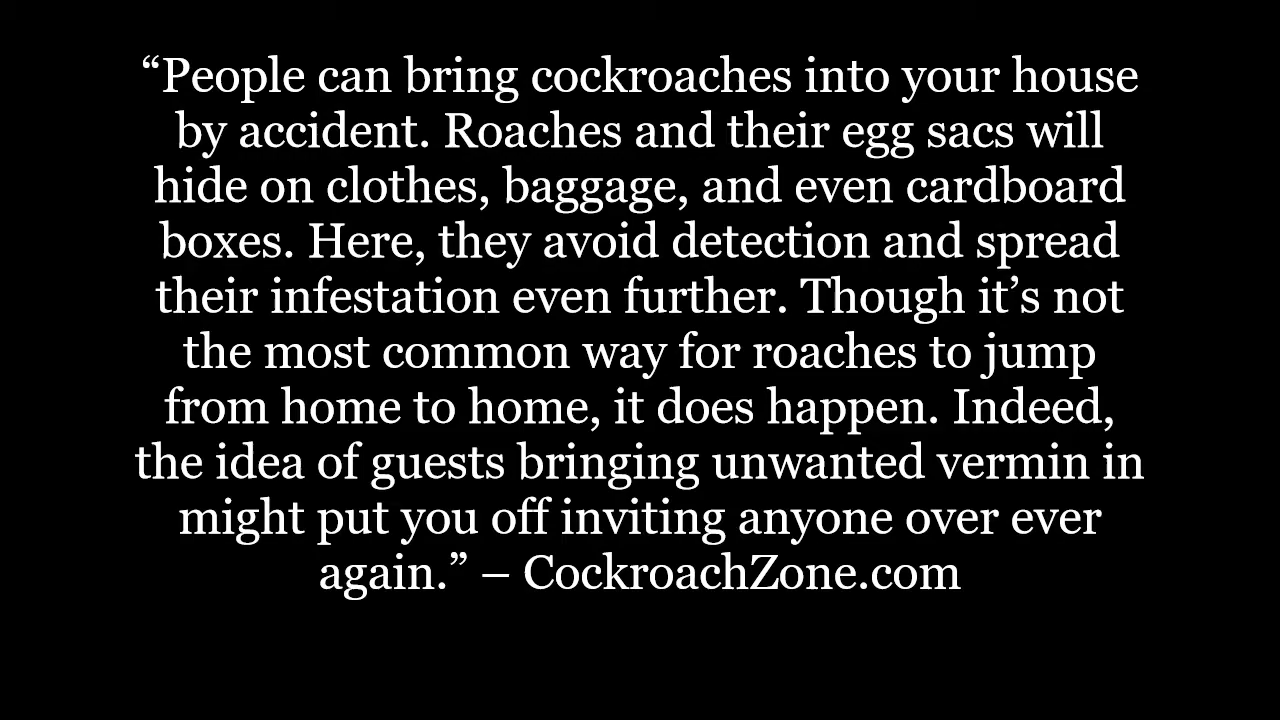 “People can bring cockroaches into your house
by accident. Roaches and their egg sacs will
hide on clothes, baggage, and even cardboard
boxes. Here, they avoid detection and spread
their infestation even further. Though it’s not
the most common way for roaches to jump
from home to home, it does happen. Indeed,
the idea of guests bringing unwanted vermin in
might put you off inviting anyone over ever
again.” – CockroachZone.com